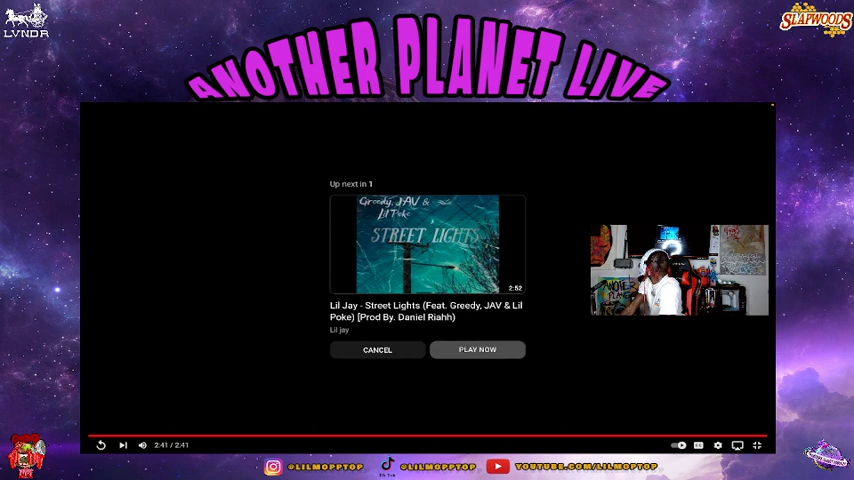 LVNDR
ANOTHER PLANET LIVE
SLAPWOODS
Up next in 1
Greedy, JAV &
Lil Poke
STREET LIGHTS
2:52
Lil Jay - Street Lights (Feat. Greedy, JAV & Lil
Poke) [Prod By. Daniel Riahh)
Lil jay
CANCEL
PLAY NOW
2:41 / 2:41
@LILMOPPTOP
@LILMOPPTOP
YOUTUBE.COM/LILMOPTOP